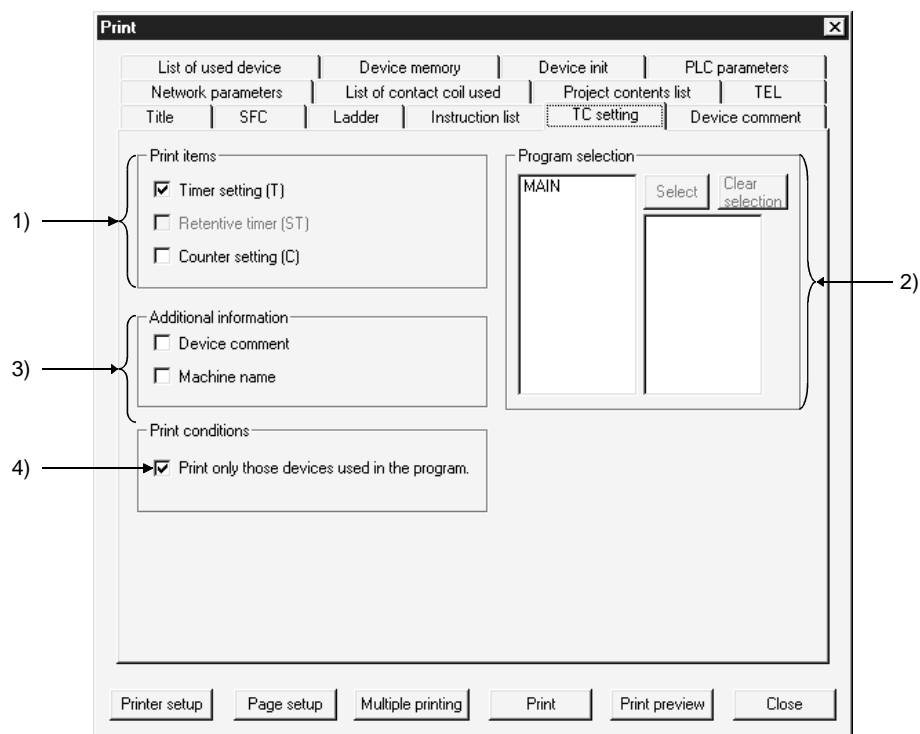 Print
List of used device Device memory Device init PLC parameters
Network parameters List of contact coil used Project contents list TEL
Title SFC Ladder Instruction list TC setting Device comment
Print items
Timer setting (T)
Retentive timer (ST)
Counter setting (C)
1)
Program selection
MAIN
Select
Clear
selection
2)
Additional information
Device comment
Machine name
3)
Print conditions
4)
Print only those devices used in the program.
Printer setup Page setup Multiple printing Print Print preview Close